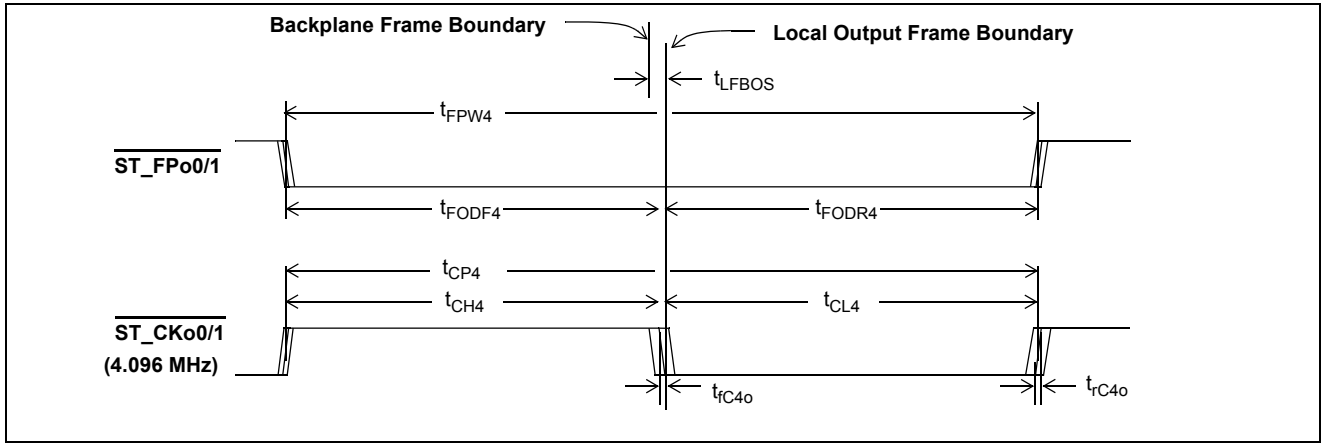 Backplane Frame Boundary
Local Output Frame Boundary
tLFBOS
tFPW4
ST_FPo0/1
tFODF4
tFODR4
tCP4
tCH4
tCL4
ST_CKo0/1
(4.096 MHz)
tfC4o
trC4o